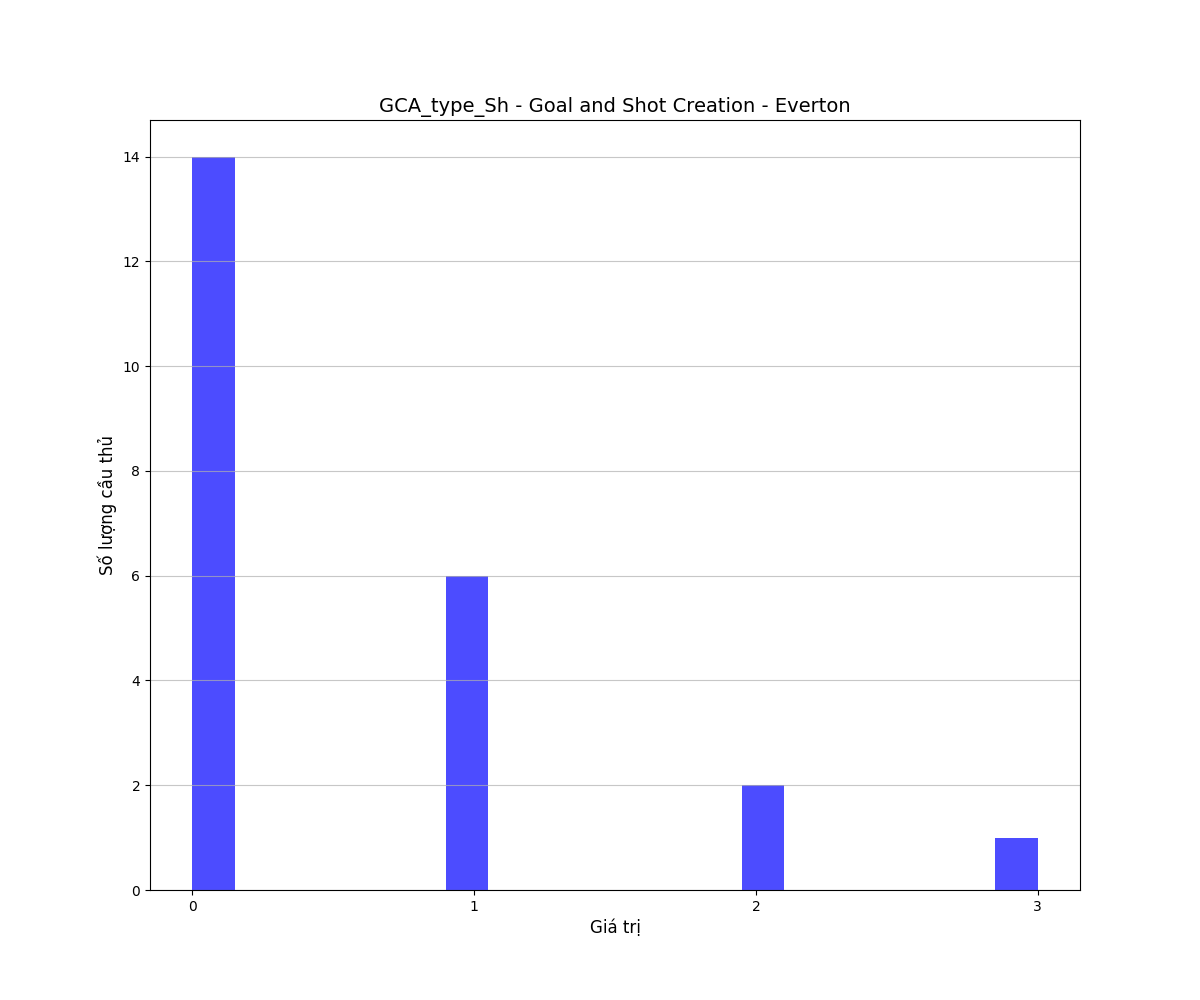 GCA_type_Sh - Goal and Shot Creation - Everton
Số lượng cầu thủ
14
12
10
8
6
4
2
0
0 1 2 3
Giá trị